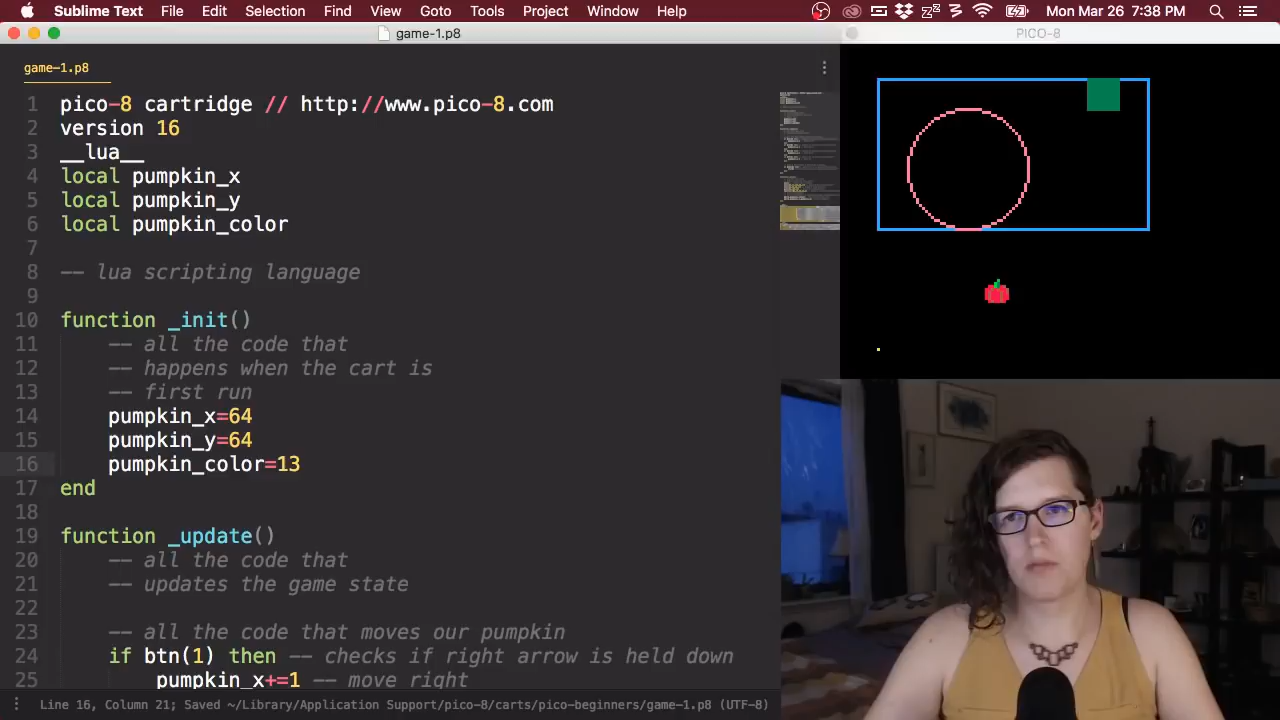 Sublime Text File Edit Selection Find View Goto Tools Project Window Help Mon Mar 26 7:38 PM
game-1.p8 PICO-8
game-1.p8
1 pico-8 cartridge // http://www.pico-8.com
2 version 16
3 __lua__
4 local pumpkin_x
5 local pumpkin_y
6 local pumpkin_color
7
8 -- lua scripting language
9
10 function _init()
11 -- all the code that
12 -- happens when the cart is
13 -- first run
14 pumpkin_x=64
15 pumpkin_y=64
16 pumpkin_color=13
17 end
18
19 function _update()
20 -- all the code that
21 -- updates the game state
22
23 -- all the code that moves our pumpkin
24 if btn(1) then -- checks if right arrow is held down
25 pumpkin_x+=1 -- move right
Line 16, Column 21; Saved ~/Library/Application Support/pico-8/carts/pico-beginners/game-1.p8 (UTF-8)